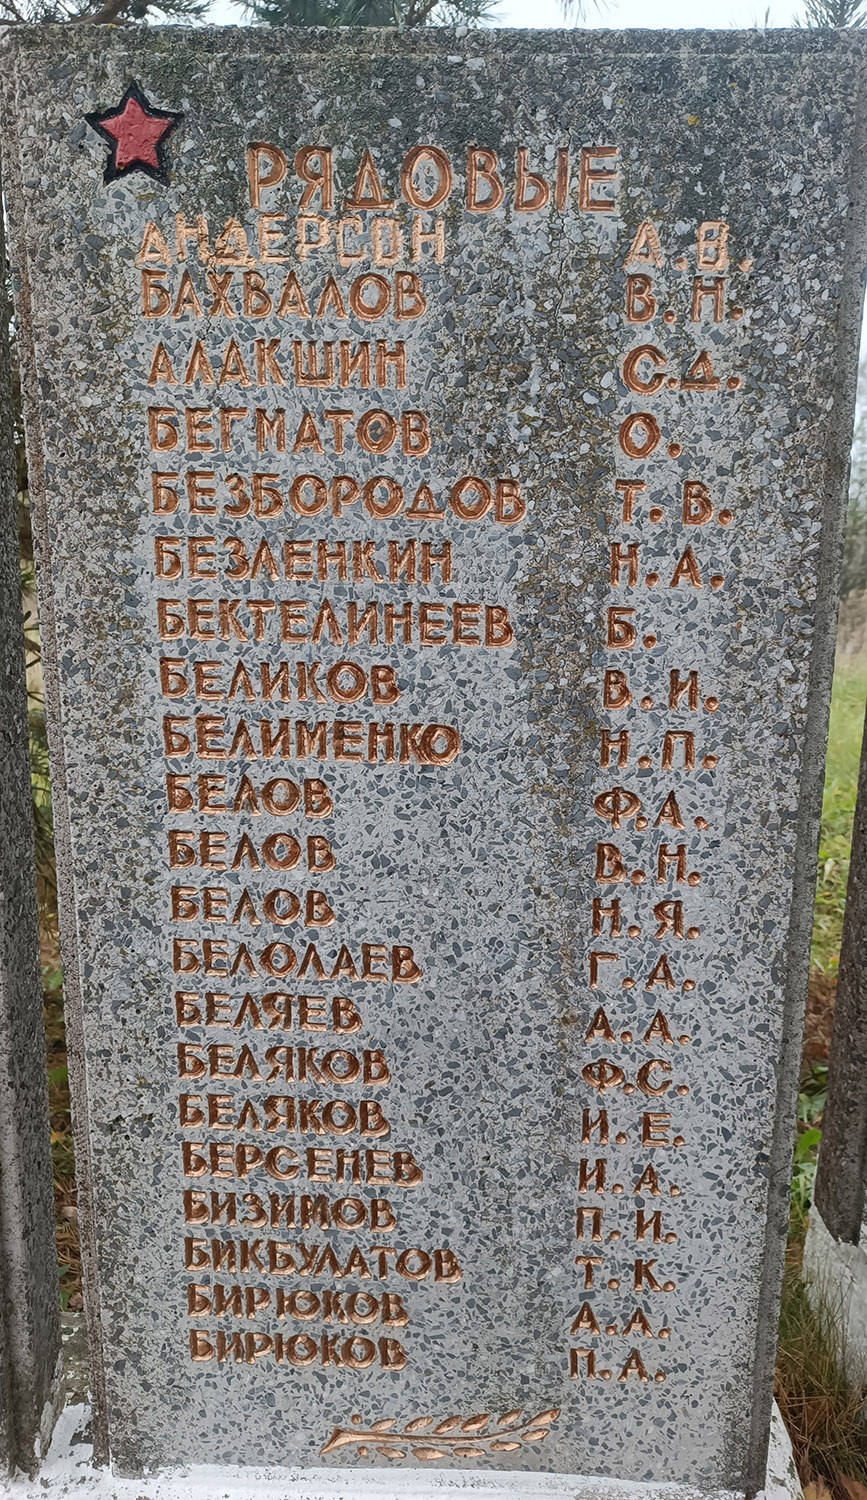 РЯДОВЫЕ
АНДЕРСОН А.В.
БАХВАЛОВ В.Н.
АЛАКШИН С.Д.
БЕГМАТОВ О.
БЕЗБОРОДОВ Т.В.
БЕЗЛЕНКИН Н.А.
БЕКТЕЛИНЕЕВ Б.
БЕЛИКОВ В.И.
БЕЛИМЕНКО Н.П.
БЕЛОВ Ф.А.
БЕЛОВ В.Н.
БЕЛОВ Н.Я.
БЕЛОЛАЕВ Г.А.
БЕЛЯЕВ А.А.
БЕЛЯКОВ Ф.С.
БЕЛЯКОВ И.Е.
БЕРСЕНЕВ И.А.
БИЗИМОВ П.И.
БИКБУЛАТОВ Т.К.
БИРЮКОВ А.А.
БИРЮКОВ П.А.